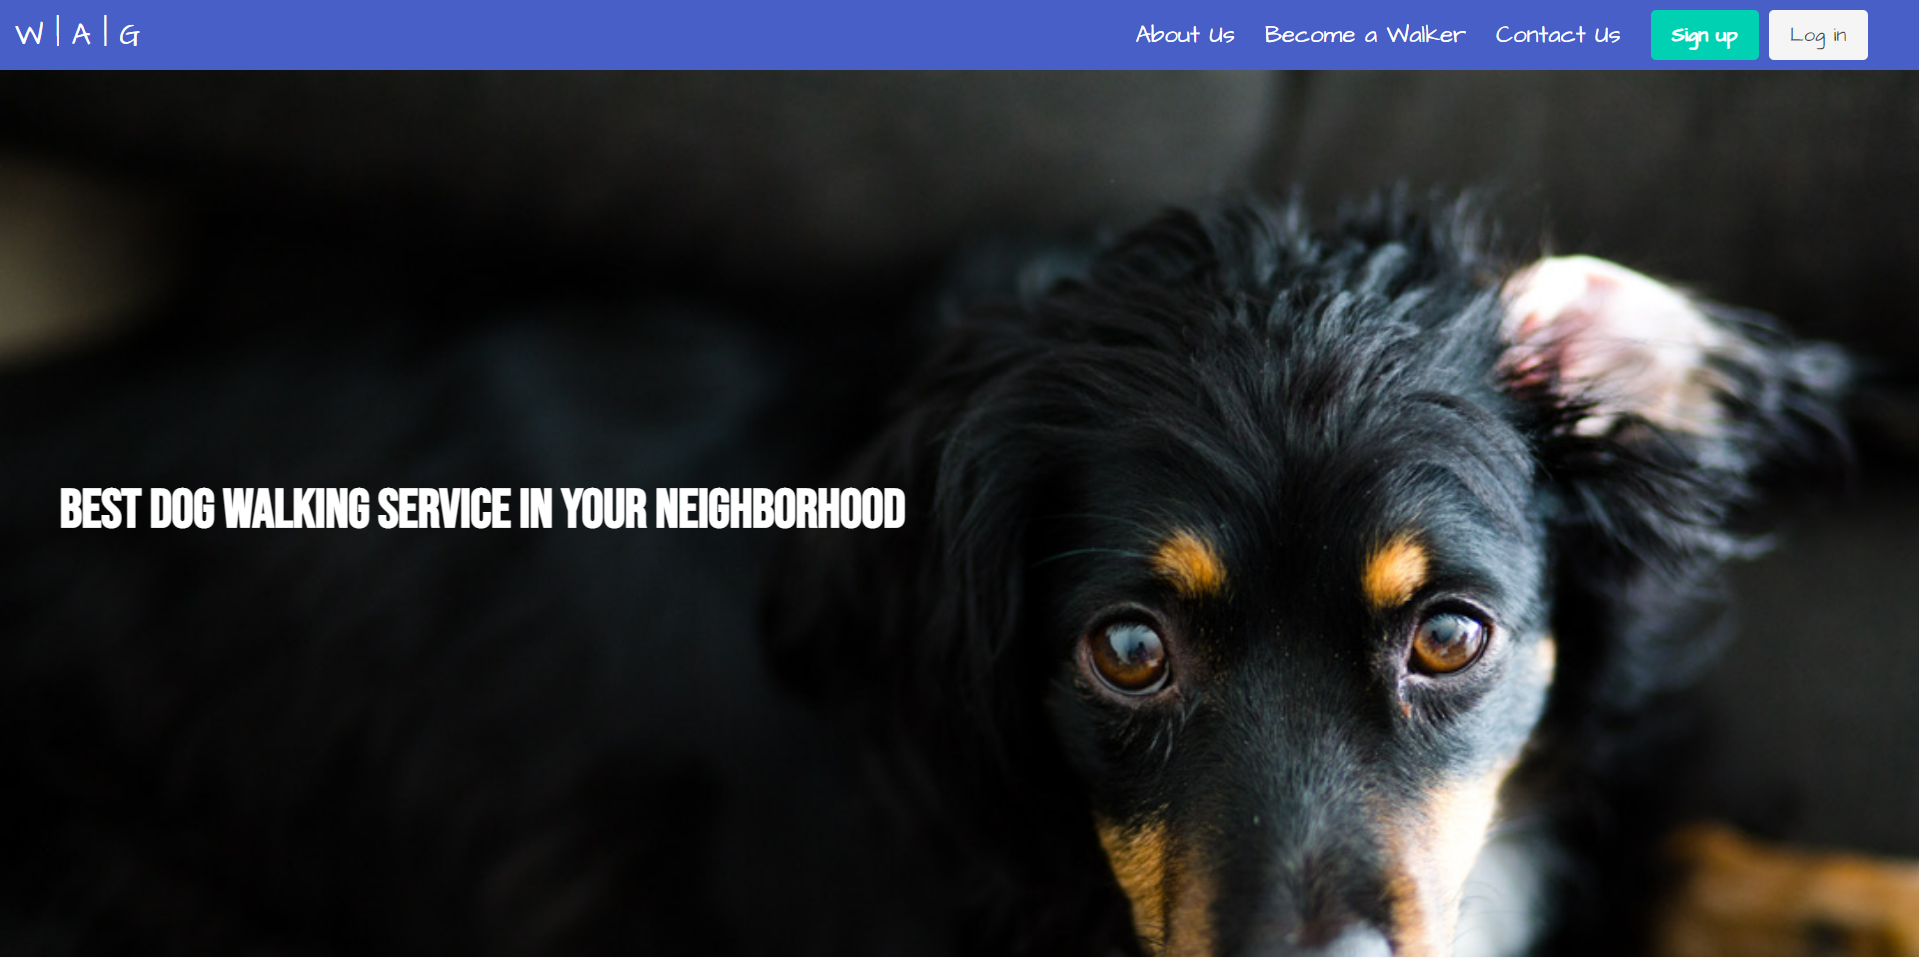 W|A|G
About Us Become a Walker Contact Us Sign up Log in
BEST DOG WALKING SERVICE IN YOUR NEIGHBORHOOD